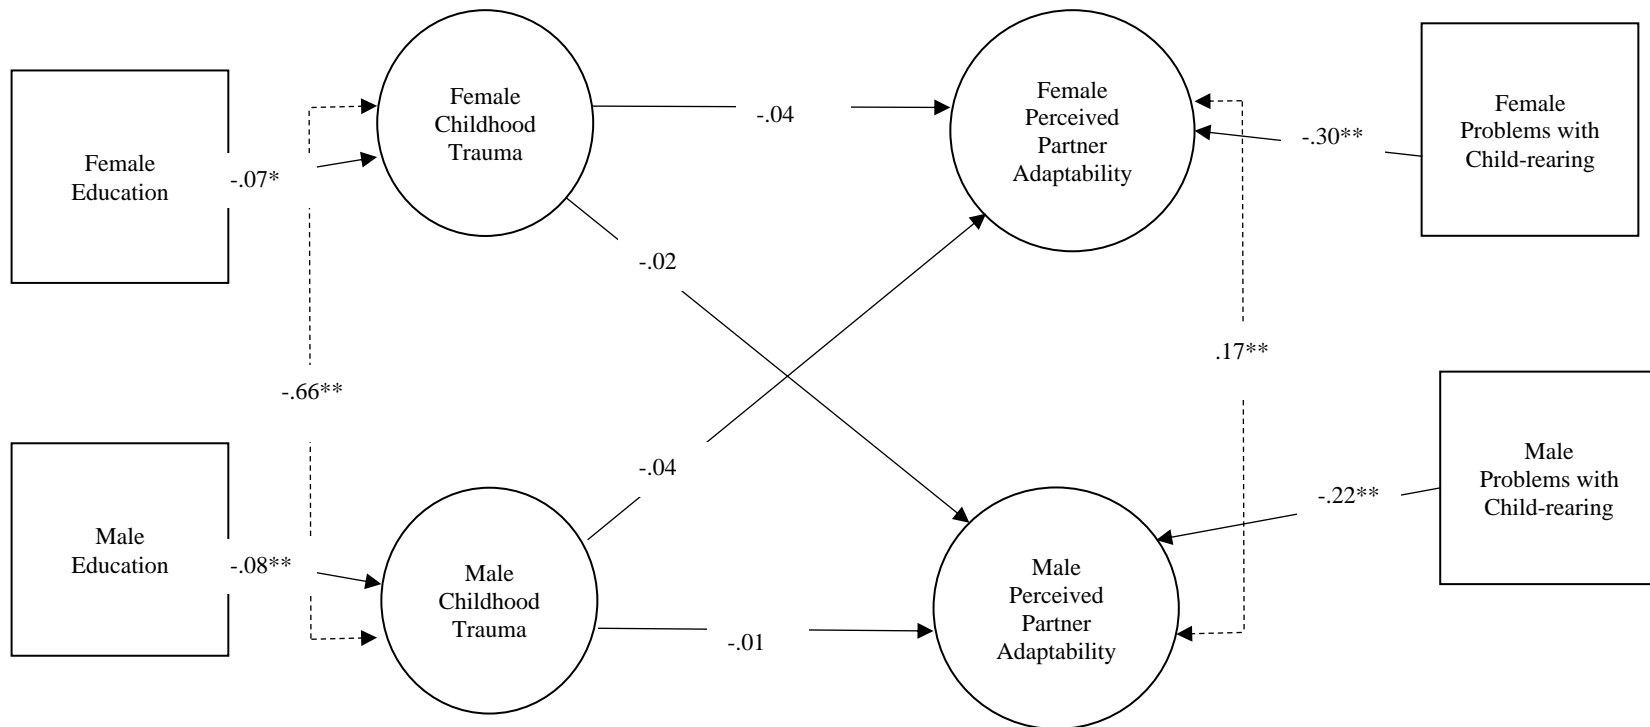 Female
Education
-.07*
Female
Childhood
Trauma
-.04
Female
Perceived
Partner
Adaptability
-.30**
Female
Problems with
Child-rearing
-.02
-.66**
.17**
-.04
Male
Education
-.08**
Male
Childhood
Trauma
-.01
Male
Perceived
Partner
Adaptability
-.22**
Male
Problems with
Child-rearing